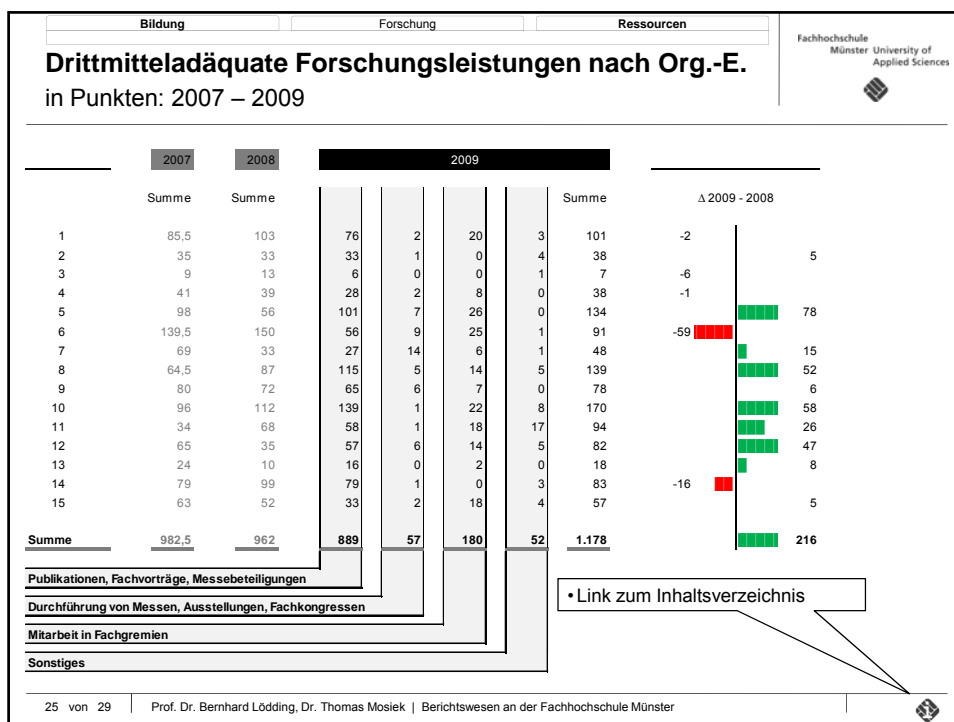 Bildung Forschung Ressourcen
Fachhochschule
Münster University of
Applied Sciences
Drittmitteladäquate Forschungsleistungen nach Org.-E.
in Punkten: 2007 – 2009
2007 2008 2009
Summe Summe Summe Δ 2009 - 2008
1 85,5 103 76 2 20 3 101 -2
2 35 33 33 1 0 4 38 5
3 9 13 6 0 0 1 7 -6
4 41 39 28 2 8 0 38 -1
5 98 56 101 7 26 0 134 78
6 139,5 150 56 9 25 1 91 -59
7 69 33 27 14 6 1 48 15
8 64,5 87 115 5 14 5 139 52
9 80 72 65 6 7 0 78 6
10 96 112 139 1 22 8 170 58
11 34 68 58 1 18 17 94 26
12 65 35 57 6 14 5 82 47
13 24 10 16 0 2 0 18 8
14 79 99 79 1 0 3 83 -16
15 63 52 33 2 18 4 57 5
Summe 982,5 962 889 57 180 52 1.178 216
Publikationen, Fachvorträge, Messebeteiligungen
Durchführung von Messen, Ausstellungen, Fachkongressen
Mitarbeit in Fachgremien
Sonstiges
• Link zum Inhaltsverzeichnis
25 von 29 Prof. Dr. Bernhard Lödding, Dr. Thomas Mosiek | Berichtswesen an der Fachhochschule Münster